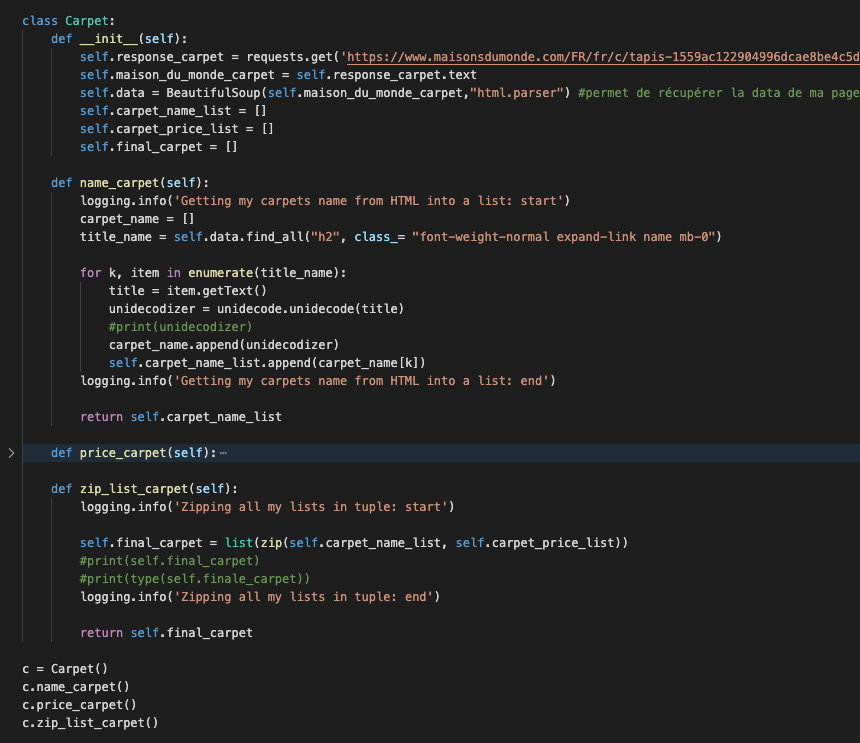 class Carpet:
    def __init__(self):
        self.response_carpet = requests.get('https://www.maisonsdumonde.com/FR/fr/c/tapis-1559ac122904996dcae8be4c5d
        self.maison_du_monde_carpet = self.response_carpet.text
        self.data = BeautifulSoup(self.maison_du_monde_carpet,"html.parser") #permet de récupérer la data de ma page
        self.carpet_name_list = []
        self.carpet_price_list = []
        self.final_carpet = []

    def name_carpet(self):
        logging.info('Getting my carpets name from HTML into a list: start')
        carpet_name = []
        title_name = self.data.find_all("h2", class_= "font-weight-normal expand-link name mb-0")

        for k, item in enumerate(title_name):
            title = item.getText()
            unidecodizer = unidecode.unidecode(title)
            #print(unidecodizer)
            carpet_name.append(unidecodizer)
            self.carpet_name_list.append(carpet_name[k])
        logging.info('Getting my carpets name from HTML into a list: end')

        return self.carpet_name_list

    def price_carpet(self):⋯

    def zip_list_carpet(self):
        logging.info('Zipping all my lists in tuple: start')

        self.final_carpet = list(zip(self.carpet_name_list, self.carpet_price_list))
        #print(self.final_carpet)
        #print(type(self.finale_carpet))
        logging.info('Zipping all my lists in tuple: end')

        return self.final_carpet

c = Carpet()
c.name_carpet()
c.price_carpet()
c.zip_list_carpet()